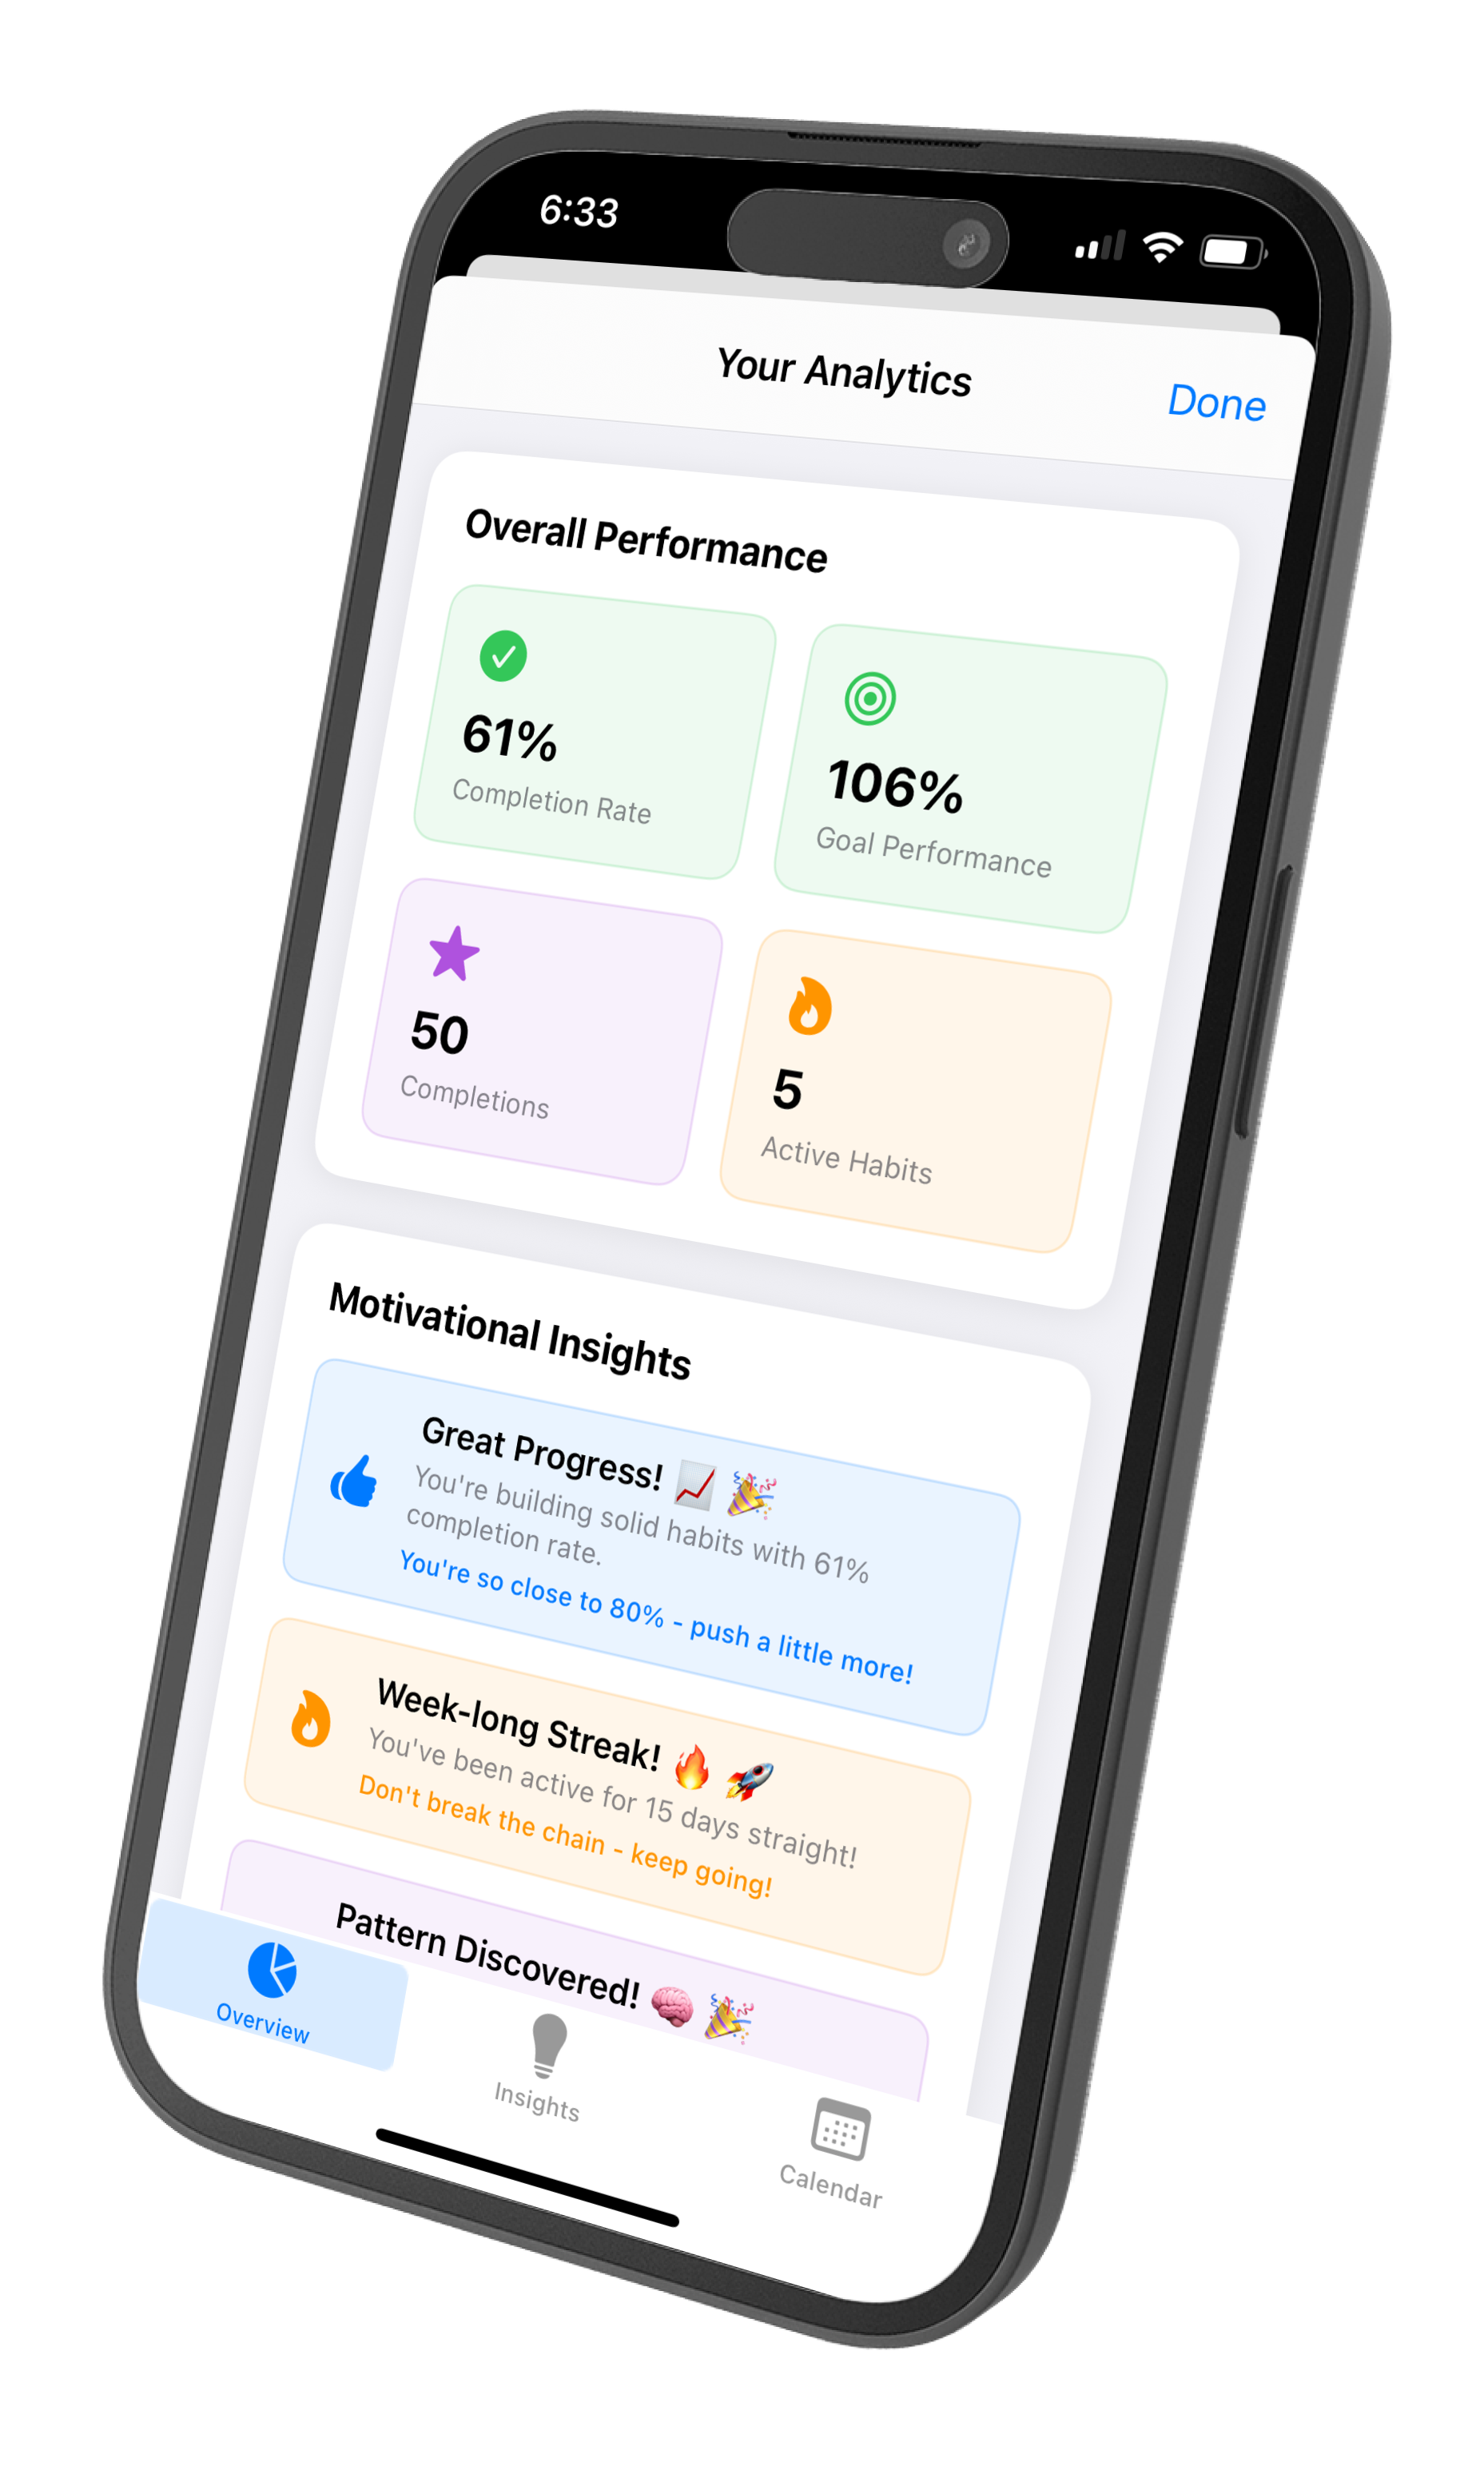 6:33
Your Analytics
Done
Overall Performance
61%
Completion Rate
106%
Goal Performance
50
Completions
5
Active Habits
Motivational Insights
Great Progress! 📈 🎉
You're building solid habits with 61%
completion rate.
You're so close to 80% - push a little more!
Week-long Streak! 🔥 🚀
You've been active for 15 days straight!
Don't break the chain - keep going!
Pattern Discovered! 🧠 🎉
Overview
Insights
Calendar